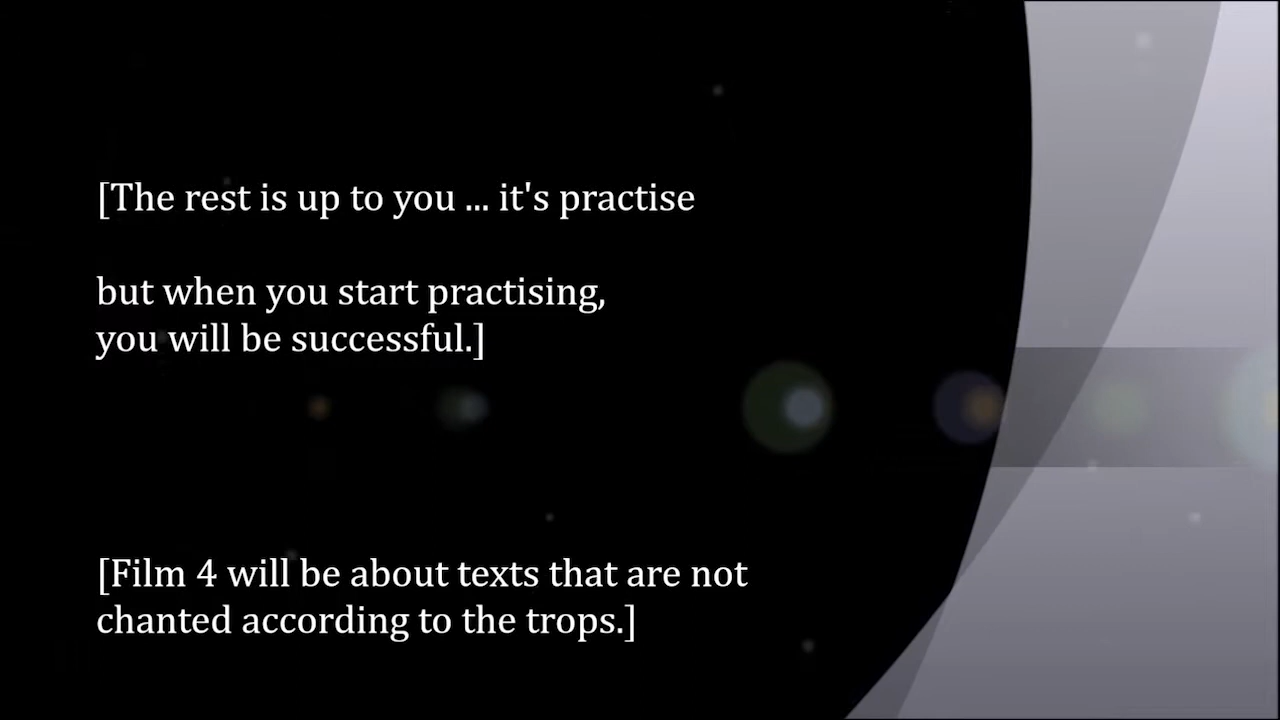 [The rest is up to you ... it's practise
but when you start practising,
you will be successful.]
[Film 4 will be about texts that are not
chanted according to the trops.]